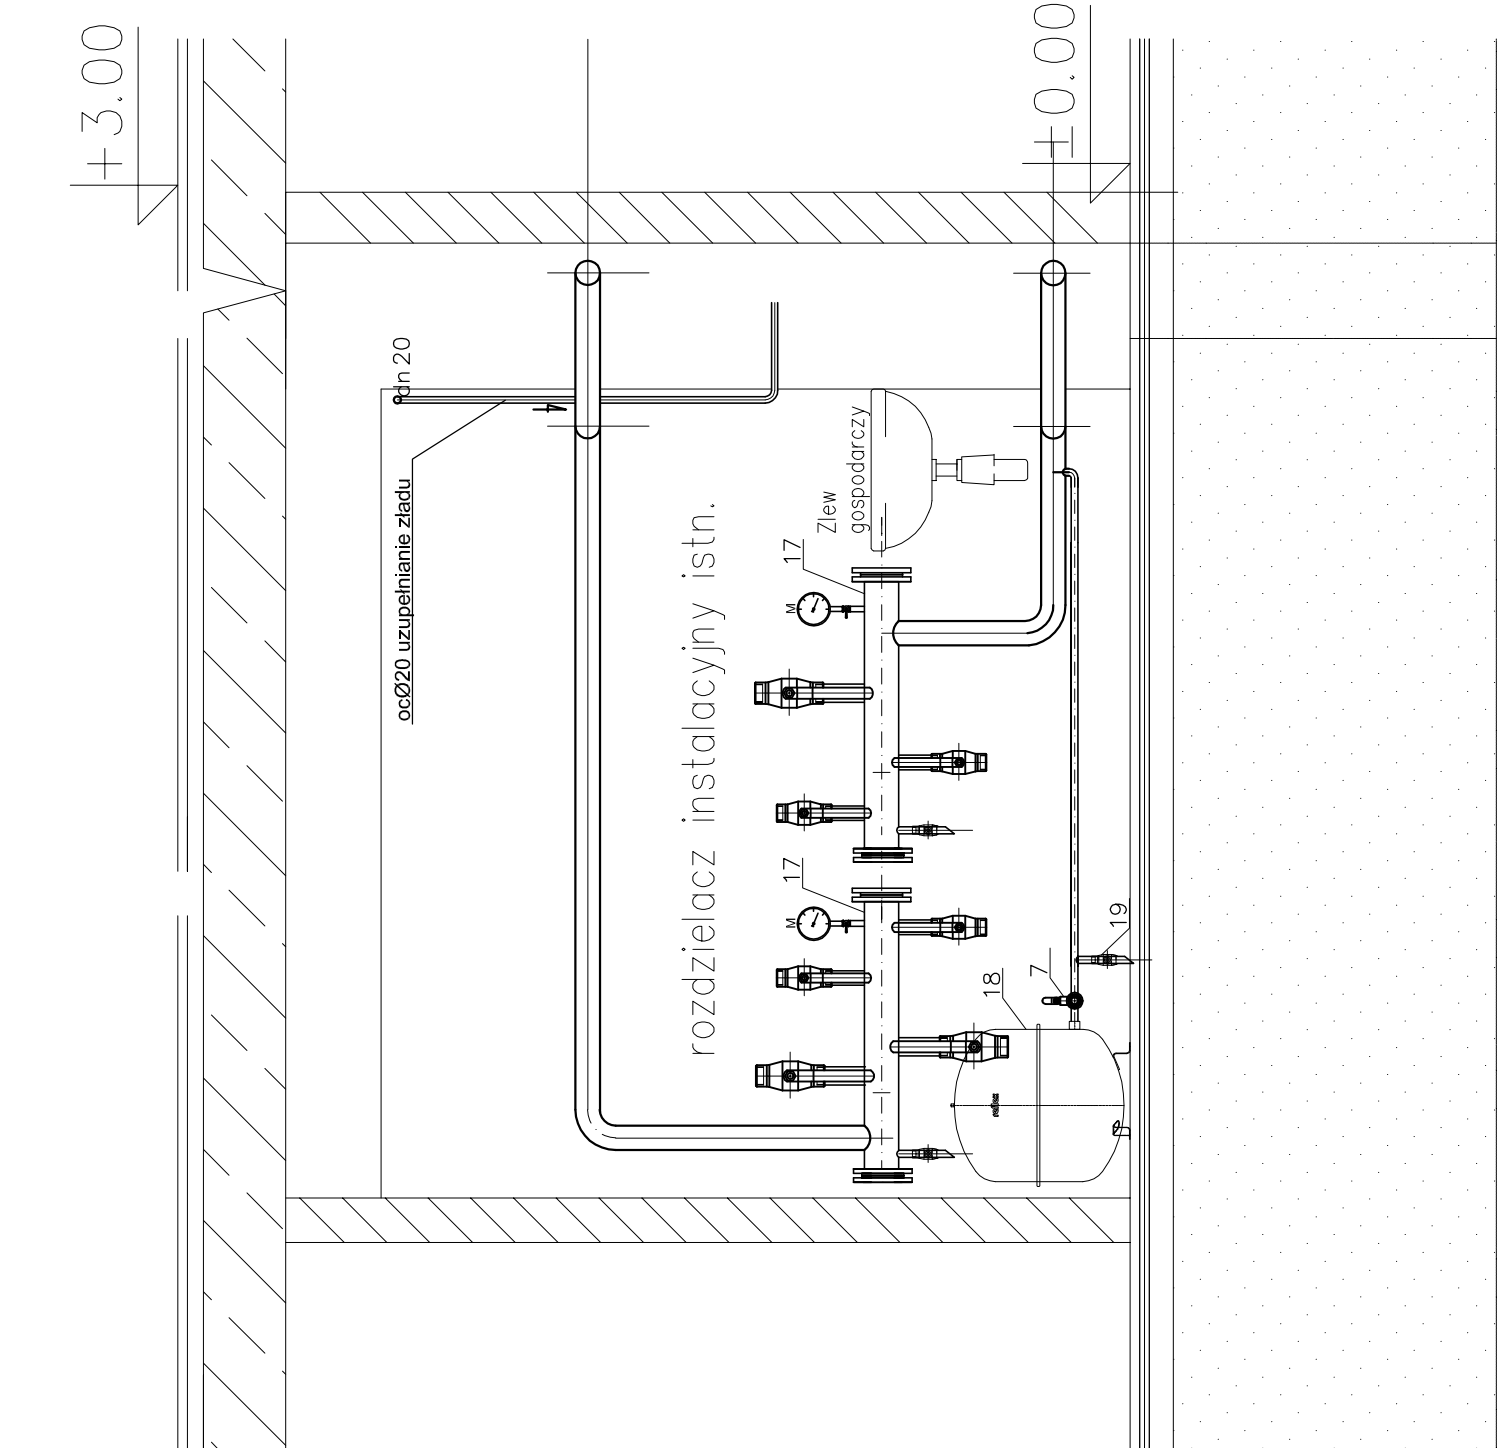 +3.00
±0.00
dn 20
ocØ20 uzupełnianie zładu
rozdzielacz instalacyjny istn.
Zlew
gospodarczy
17
M
17
M
18
7
19
reflex